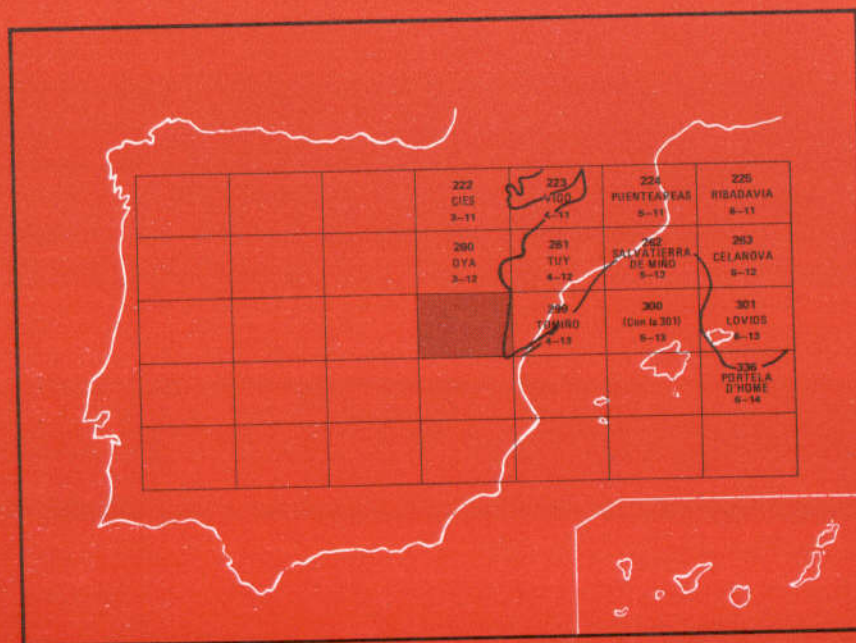 222
CIES
3-11
223
VIGO
4-11
224
PUENTEAREAS
5-11
225
RIBADAVIA
6-11
260
OYA
3-12
261
TUY
4-12
262
SALVATIERRA
DE MIÑO
5-12
263
CELANOVA
6-12
299
TOMIÑO
4-13
300
(Con la 301)
5-13
301
LOVIOS
6-13
336
PORTELA
D'HOME
6-14